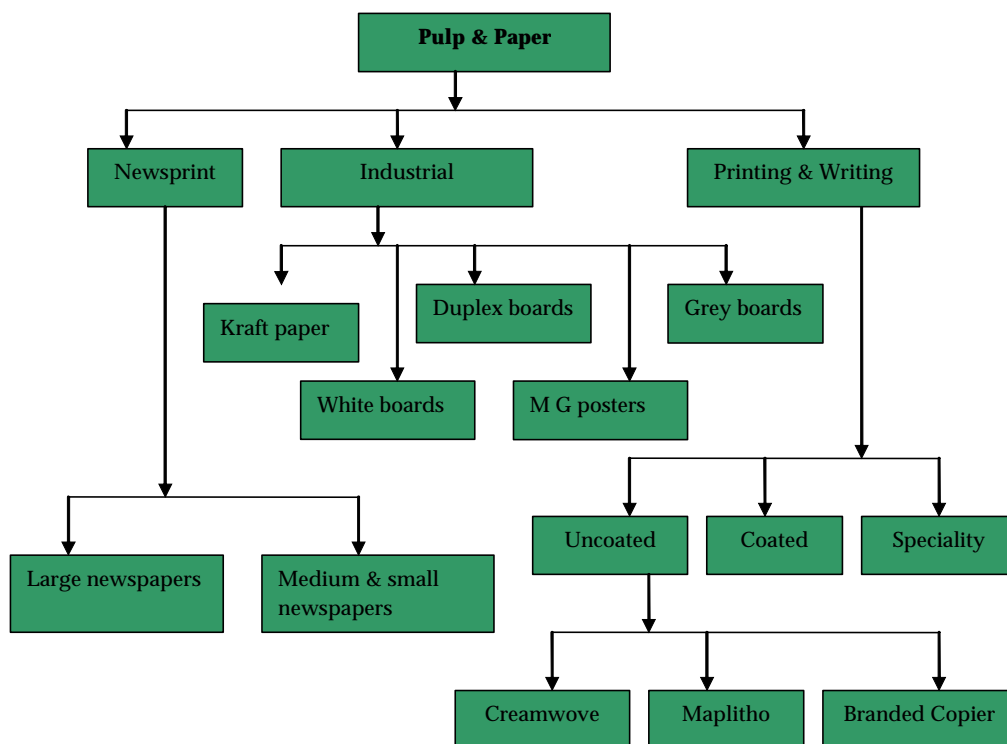 Pulp & Paper
Newsprint
Industrial
Printing & Writing
Kraft paper
Duplex boards
Grey boards
White boards
M G posters
Large newspapers
Medium & small
newspapers
Uncoated
Coated
Speciality
Creamwove
Maplitho
Branded Copier